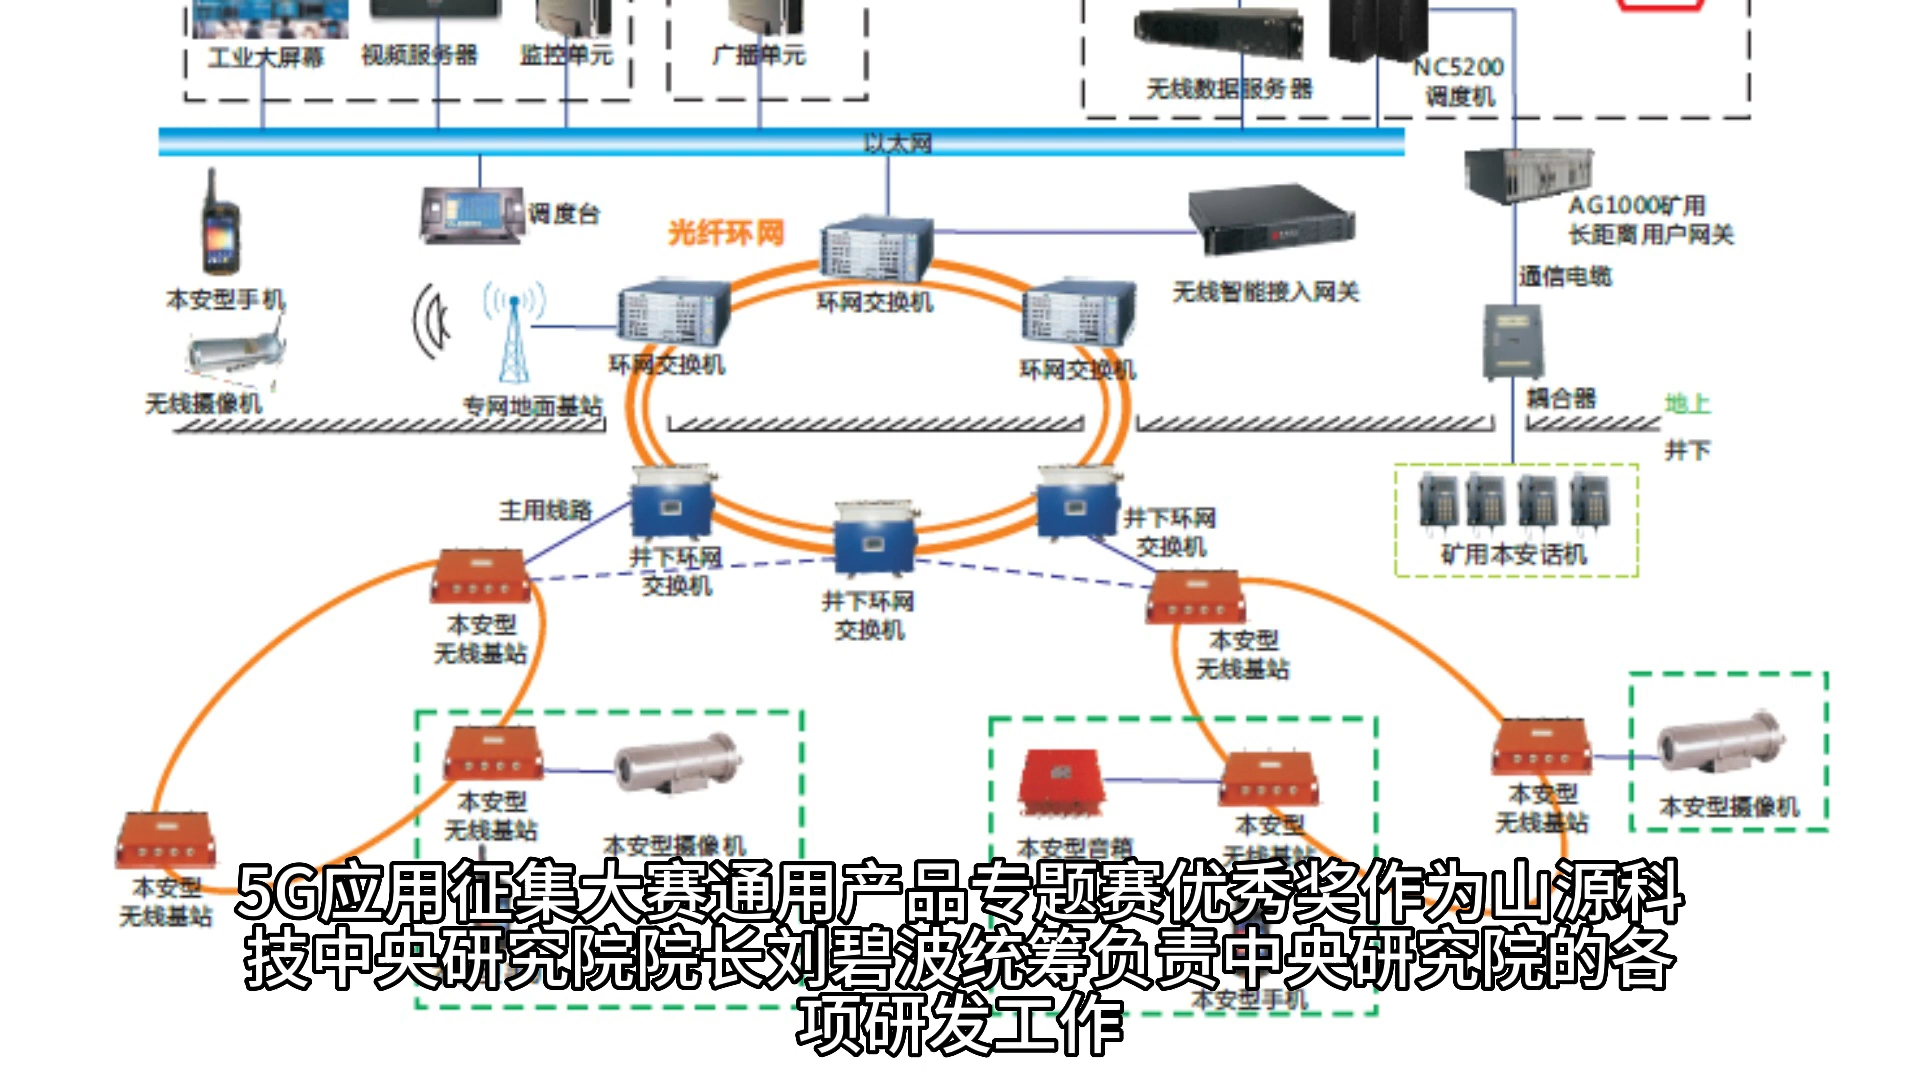 工业大屏幕
视频服务器
监控单元
广播单元
无线数据服务器
NC5200
调度机
以太网
调度台
光纤环网
AG1000矿用
长距离用户网关
本安型手机
环网交换机
无线智能接入网关
通信电缆
环网交换机
环网交换机
无线摄像机
专网地面基站
耦合器
地上
井下
主用线路
井下环网
交换机
井下环网
交换机
矿用本安话机
井下环网
交换机
本安型
无线基站
本安型
无线基站
本安型
无线基站
本安型摄像机
本安型音箱
本安型
无线基站
本安型
无线基站
本安型摄像机
本安型
无线基站
本安型手机
5G应用征集大赛通用产品专题赛优秀奖作为山源科
技中央研究院院长刘碧波统筹负责中央研究院的各
项研发工作